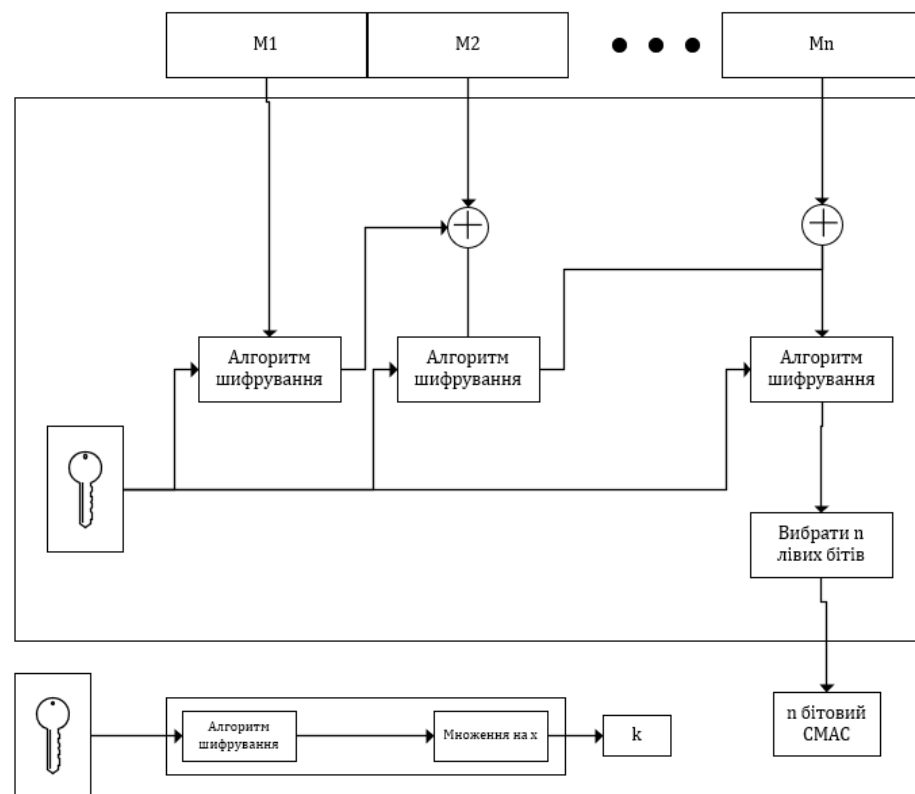 M1
M2
Mn
Алгоритм
шифрування
Алгоритм
шифрування
Алгоритм
шифрування
Вибрати n
лівих бітів
n бітовий
CMAC
Алгоритм
шифрування
Множення на x
k